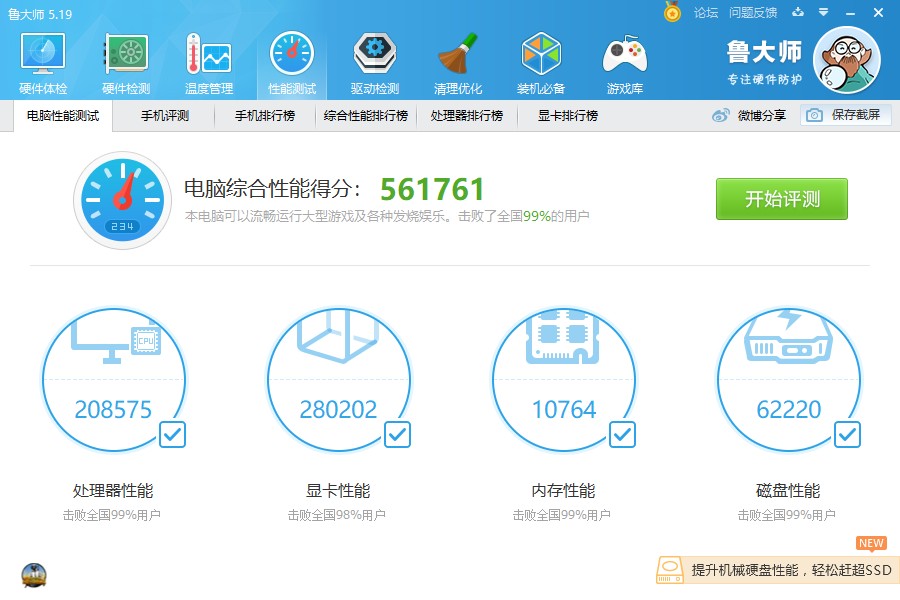 鲁大师 5.19
论坛 问题反馈
硬件体检 硬件检测 温度管理 性能测试 驱动检测 清理优化 装机必备 游戏库
鲁大师
专注硬件防护
电脑性能测试 手机评测 手机排行榜 综合性能排行榜 处理器排行榜 显卡排行榜 微博分享 保存截屏
电脑综合性能得分： 561761
本电脑可以流畅运行大型游戏及各种发烧娱乐。击败了全国99%的用户
开始评测
234
CPU
208575 280202 10764 62220
处理器性能 显卡性能 内存性能 磁盘性能
击败全国99%用户 击败全国98%用户 击败全国99%用户 击败全国99%用户
NEW
提升机械硬盘性能，轻松赶超SSD